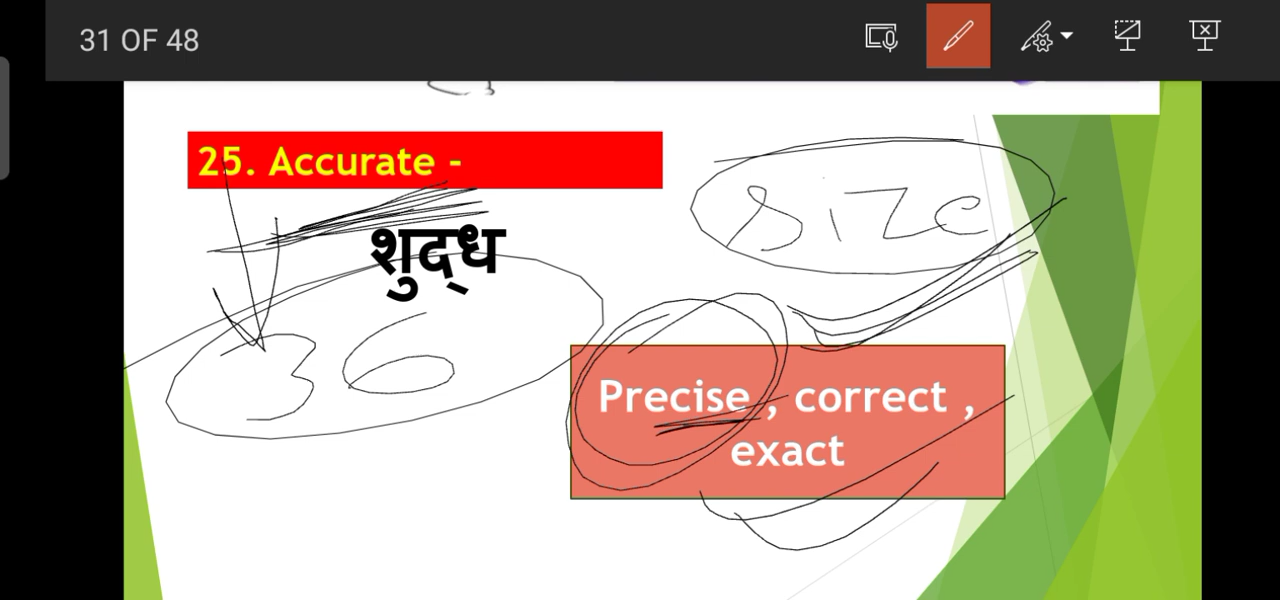 31 OF 48
25. Accurate -
size
शुद्ध
36
Precise , correct ,
exact